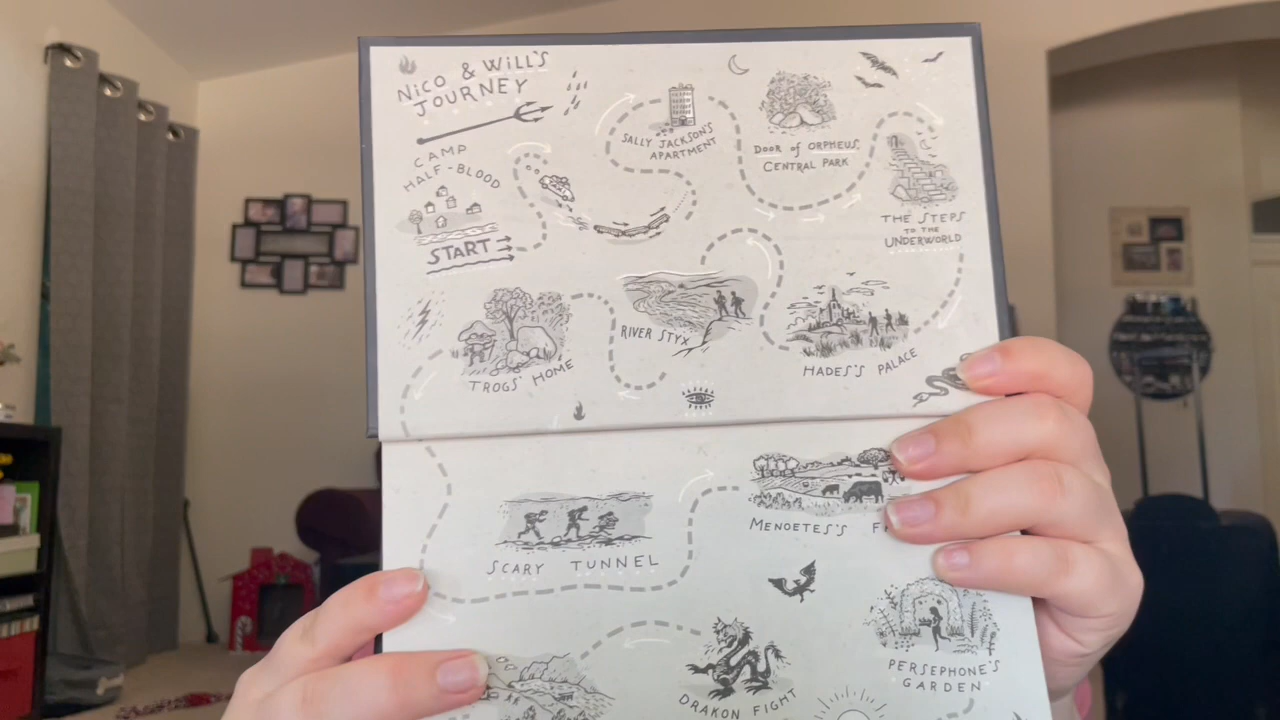 NICO & WILL'S
JOURNEY
CAMP
HALF-BLOOD
START
SALLY JACKSON'S
APARTMENT
DOOR of ORPHEUS,
CENTRAL PARK
THE STEPS
TO THE
UNDERWORLD
TROGS' HOME
RIVER STYX
HADES'S PALACE
SCARY TUNNEL
MENOETES'S
DRAKON FIGHT
PERSEPHONE'S
GARDEN